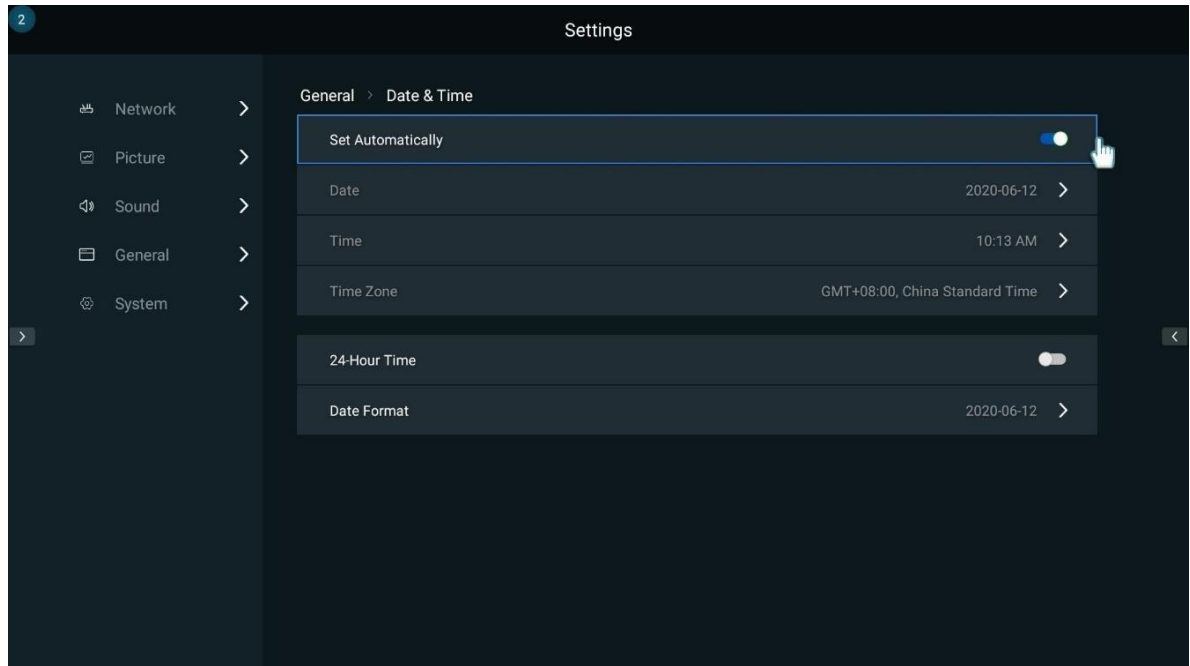 2
Settings
Network
Picture
Sound
General
System
General > Date & Time
Set Automatically
Date 2020-06-12
Time 10:13 AM
Time Zone GMT+08:00, China Standard Time
24-Hour Time
Date Format 2020-06-12